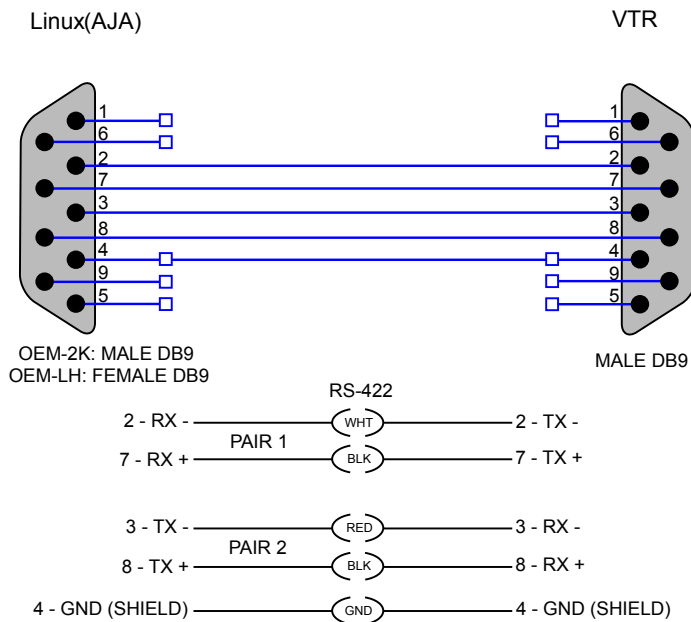 Linux(AJA) VTR
1 1
6 6
2 2
7 7
3 3
8 8
4 4
9 9
5 5
OEM-2K: MALE DB9
OEM-LH: FEMALE DB9
MALE DB9
RS-422
2 - RX - WHT 2 - TX -
PAIR 1
7 - RX + BLK 7 - TX +
3 - TX - RED 3 - RX -
PAIR 2
8 - TX + BLK 8 - RX +
4 - GND (SHIELD) GND 4 - GND (SHIELD)